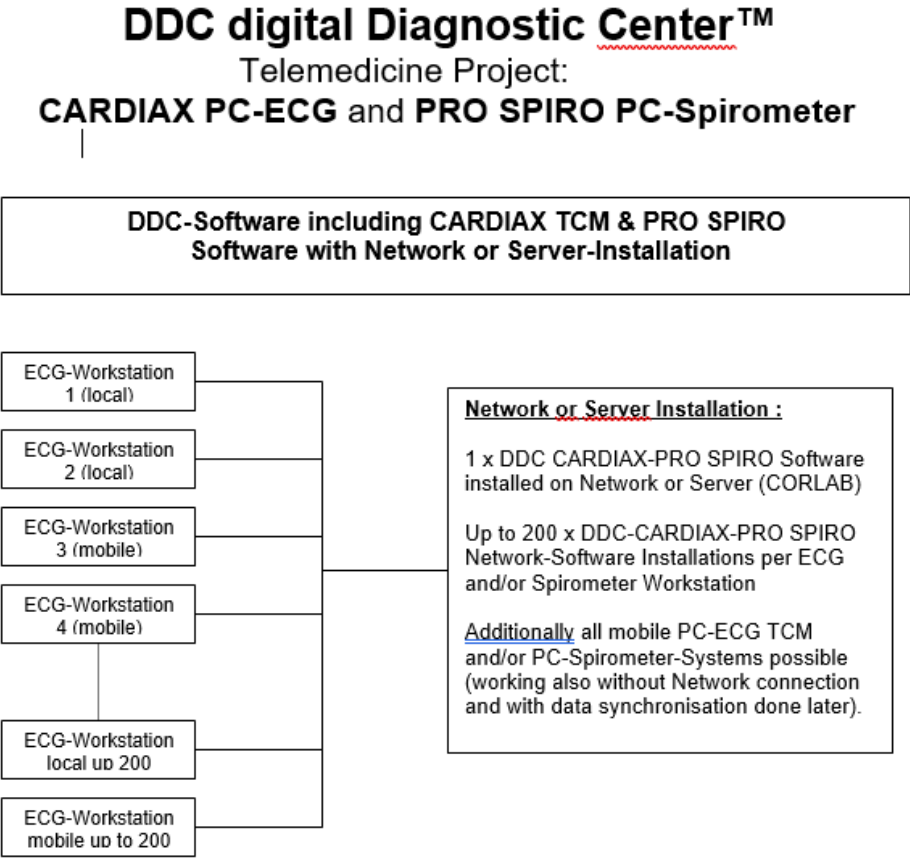 DDC digital Diagnostic Center™
Telemedicine Project:
CARDIAX PC-ECG and PRO SPIRO PC-Spirometer
DDC-Software including CARDIAX TCM & PRO SPIRO
Software with Network or Server-Installation
ECG-Workstation
1 (local)
ECG-Workstation
2 (local)
ECG-Workstation
3 (mobile)
ECG-Workstation
4 (mobile)
ECG-Workstation
local up 200
ECG-Workstation
mobile up to 200
Network or Server Installation :
1 x DDC CARDIAX-PRO SPIRO Software
installed on Network or Server (CORLAB)
Up to 200 x DDC-CARDIAX-PRO SPIRO
Network-Software Installations per ECG
and/or Spirometer Workstation
Additionally all mobile PC-ECG TCM
and/or PC-Spirometer-Systems possible
(working also without Network connection
and with data synchronisation done later).